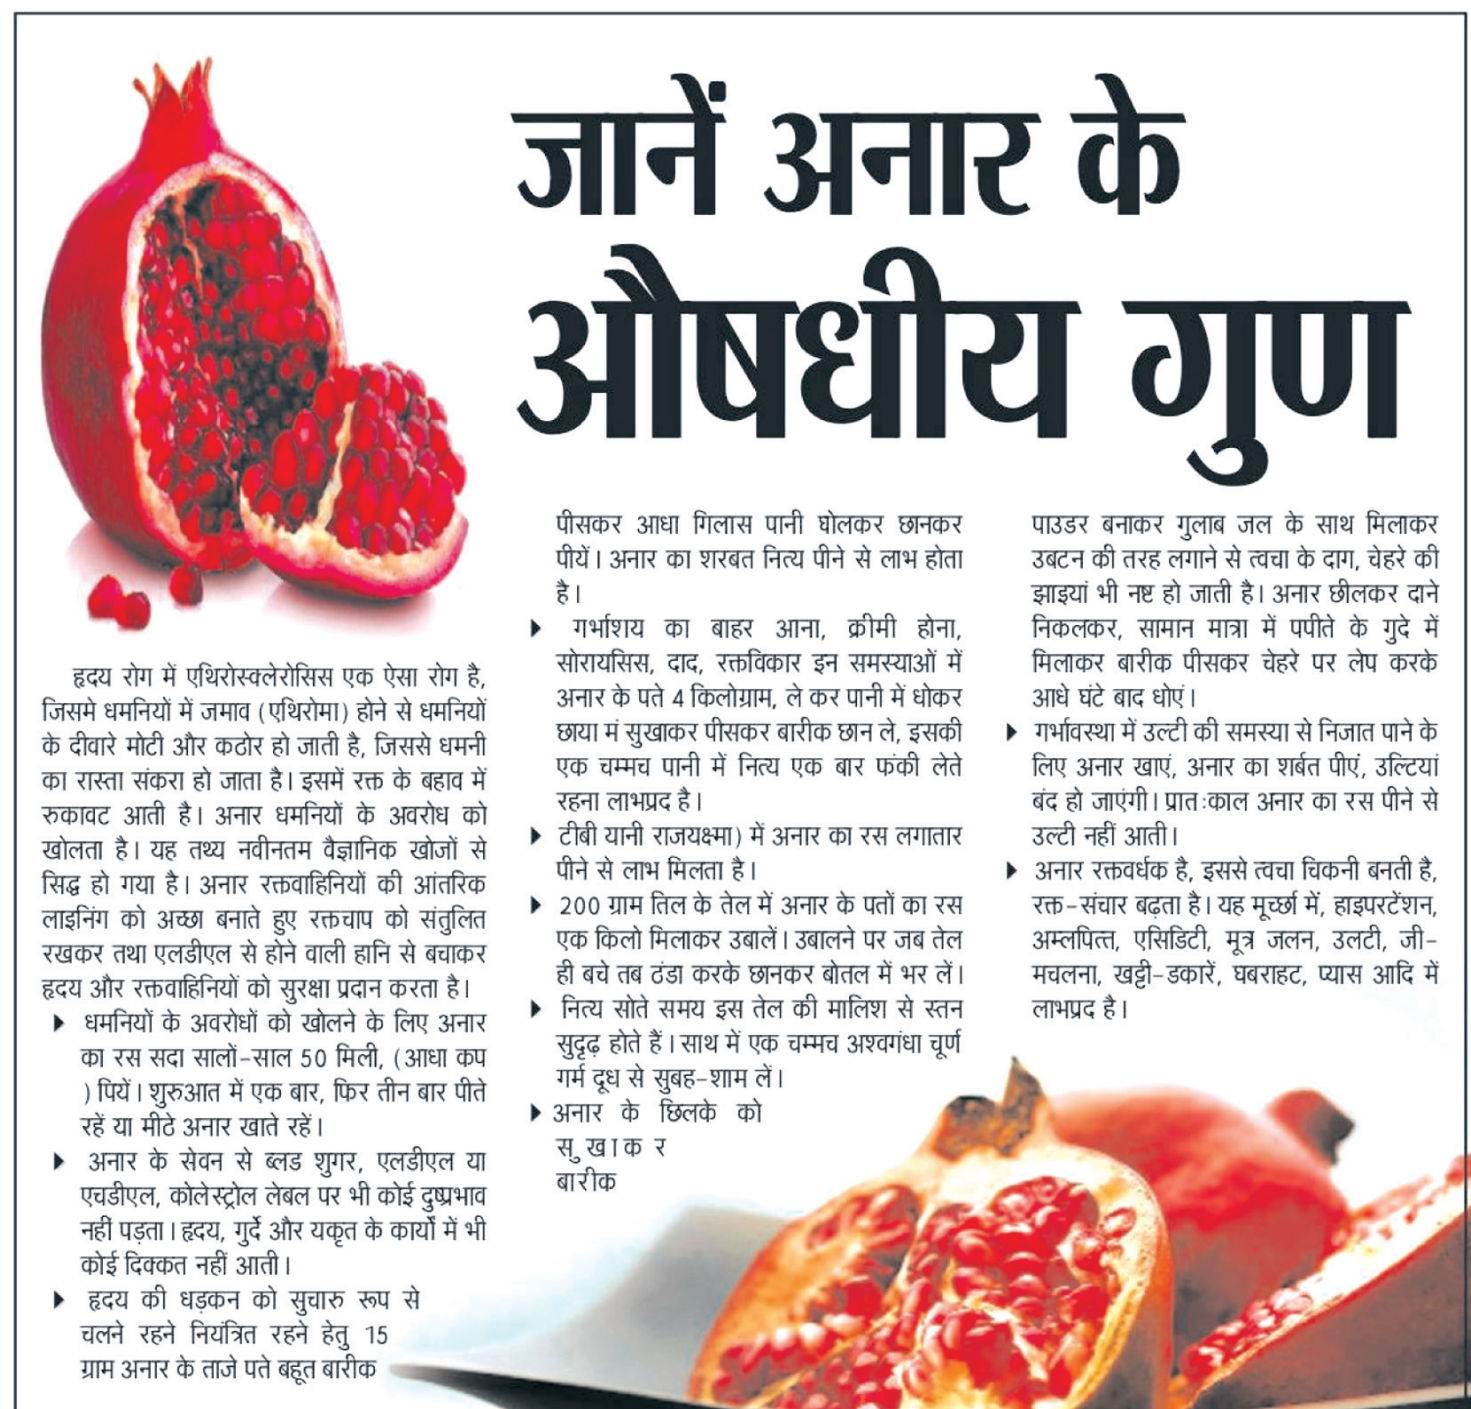 जानें अनार के
औषधीय गुण
हृदय रोग में एथिरोस्क्लेरोसिस एक ऐसा रोग है,
जिसमे धमनियों में जमाव (एथिरोमा) होने से धमनियों
के दीवारे मोटी और कठोर हो जाती है, जिससे धमनी
का रास्ता संकरा हो जाता है। इसमें रक्त के बहाव में
रुकावट आती है। अनार धमनियों के अवरोध को
खोलता है। यह तथ्य नवीनतम वैज्ञानिक खोजों से
सिद्ध हो गया है। अनार रक्तवाहिनियों की आंतरिक
लाइनिंग को अच्छा बनाते हुए रक्तचाप को संतुलित
रखकर तथा एलडीएल से होने वाली हानि से बचाकर
हृदय और रक्तवाहिनियों को सुरक्षा प्रदान करता है।
धमनियों के अवरोधों को खोलने के लिए अनार
का रस सदा सालों-साल 50 मिली, (आधा कप
) पियें। शुरुआत में एक बार, फिर तीन बार पीते
रहें या मीठे अनार खाते रहें।
अनार के सेवन से ब्लड शुगर, एलडीएल या
एचडीएल, कोलेस्ट्रोल लेबल पर भी कोई दुष्प्रभाव
नहीं पड़ता। हृदय, गुर्दे और यकृत के कार्यों में भी
कोई दिक्कत नहीं आती।
हृदय की धड़कन को सुचारु रूप से
चलने रहने नियंत्रित रहने हेतु 15
ग्राम अनार के ताजे पते बहूत बारीक
पीसकर आधा गिलास पानी घोलकर छानकर
पीयें। अनार का शरबत नित्य पीने से लाभ होता
है।
गर्भाशय का बाहर आना, क्रीमी होना,
सोरायसिस, दाद, रक्तविकार इन समस्याओं में
अनार के पते 4 किलोग्राम, ले कर पानी में धोकर
छाया मं सुखाकर पीसकर बारीक छान ले, इसकी
एक चम्मच पानी में नित्य एक बार फंकी लेते
रहना लाभप्रद है।
टीबी यानी राजयक्ष्मा) में अनार का रस लगातार
पीने से लाभ मिलता है।
200 ग्राम तिल के तेल में अनार के पतों का रस
एक किलो मिलाकर उबालें। उबालने पर जब तेल
ही बचे तब ठंडा करके छानकर बोतल में भर लें।
नित्य सोते समय इस तेल की मालिश से स्तन
सुदृढ़ होते हैं। साथ में एक चम्मच अश्वगंधा चूर्ण
गर्म दूध से सुबह-शाम लें।
अनार के छिलके को
सुखाकर
बारीक
पाउडर बनाकर गुलाब जल के साथ मिलाकर
उबटन की तरह लगाने से त्वचा के दाग, चेहरे की
झाइयां भी नष्ट हो जाती है। अनार छीलकर दाने
निकलकर, सामान मात्रा में पपीते के गुदे में
मिलाकर बारीक पीसकर चेहरे पर लेप करके
आधे घंटे बाद धोएं।
गर्भावस्था में उल्टी की समस्या से निजात पाने के
लिए अनार खाएं, अनार का शर्बत पीएं, उल्टियां
बंद हो जाएंगी। प्रातःकाल अनार का रस पीने से
उल्टी नहीं आती।
अनार रक्तवर्धक है, इससे त्वचा चिकनी बनती है,
रक्त-संचार बढ़ता है। यह मूर्च्छा में, हाइपरटेंशन,
अम्लपित्त, एसिडिटी, मूत्र जलन, उलटी, जी-
मचलना, खट्टी-डकारें, घबराहट, प्यास आदि में
लाभप्रद है।